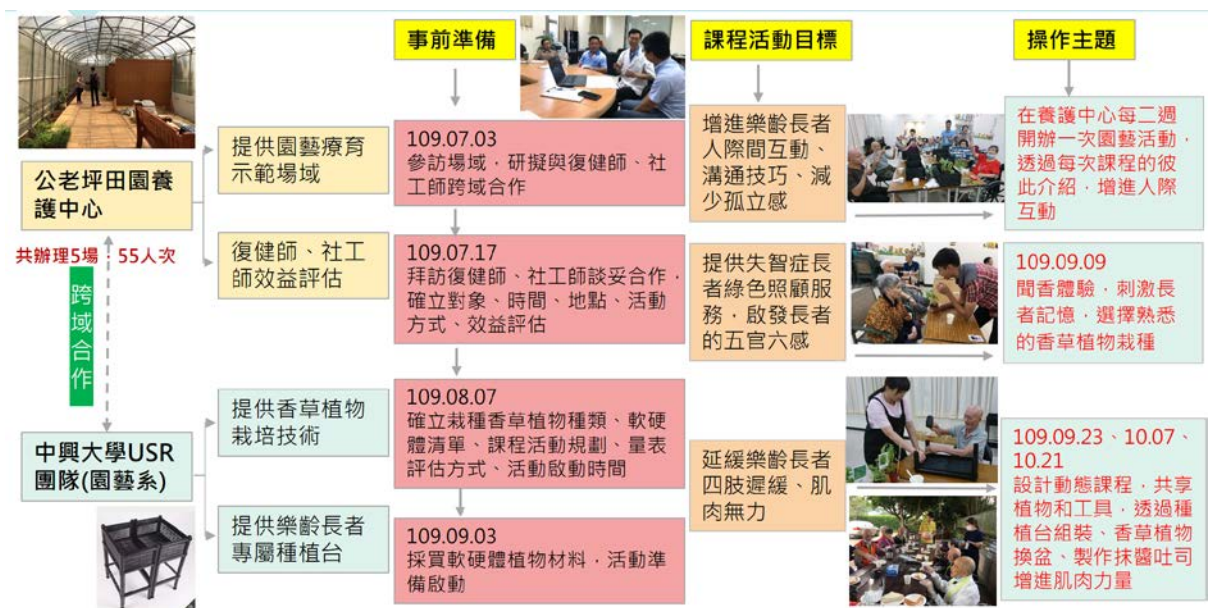 事前準備
課程活動目標
操作主題
公老坪田園養
護中心
共辦理5場，55人次
跨域合作
中興大學USR
團隊(園藝系)
提供園藝療育
示範場域
復健師、社工
師效益評估
提供香草植物
栽培技術
提供樂齡長者
專屬種植台
109.07.03
參訪場域，研擬與復健師、社
工師跨域合作
109.07.17
拜訪復健師、社工師談妥合作，
確立對象、時間、地點、活動
方式、效益評估
109.08.07
確立栽種香草植物種類、軟硬
體清單、課程活動規劃、量表
評估方式、活動啟動時間
109.09.03
採買軟硬體植物材料，活動準
備啟動
增進樂齡長者
人際間互動、
溝通技巧、減
少孤立感
提供失智症長
者綠色照顧服
務，啟發長者
的五官六感
延緩樂齡長者
四肢遲緩、肌
肉無力
在養護中心每二週
開辦一次園藝活動，
透過每次課程的彼
此介紹，增進人際
互動
109.09.09
聞香體驗，刺激長
者記憶，選擇熟悉
的香草植物栽種
109.09.23、10.07、
10.21
設計動態課程，共享
植物和工具，透過種
植台組裝、香草植物
換盆、製作抹醬吐司
增進肌肉力量